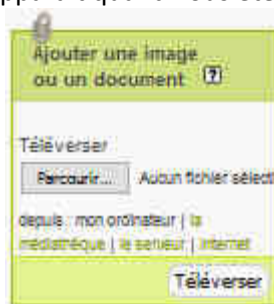 Ajouter une image
ou un document [?]
Téléverser
Parcourir... Aucun fichier sélecti
depuis : mon ordinateur | la
médiathèque | le serveur | internet
Téléverser